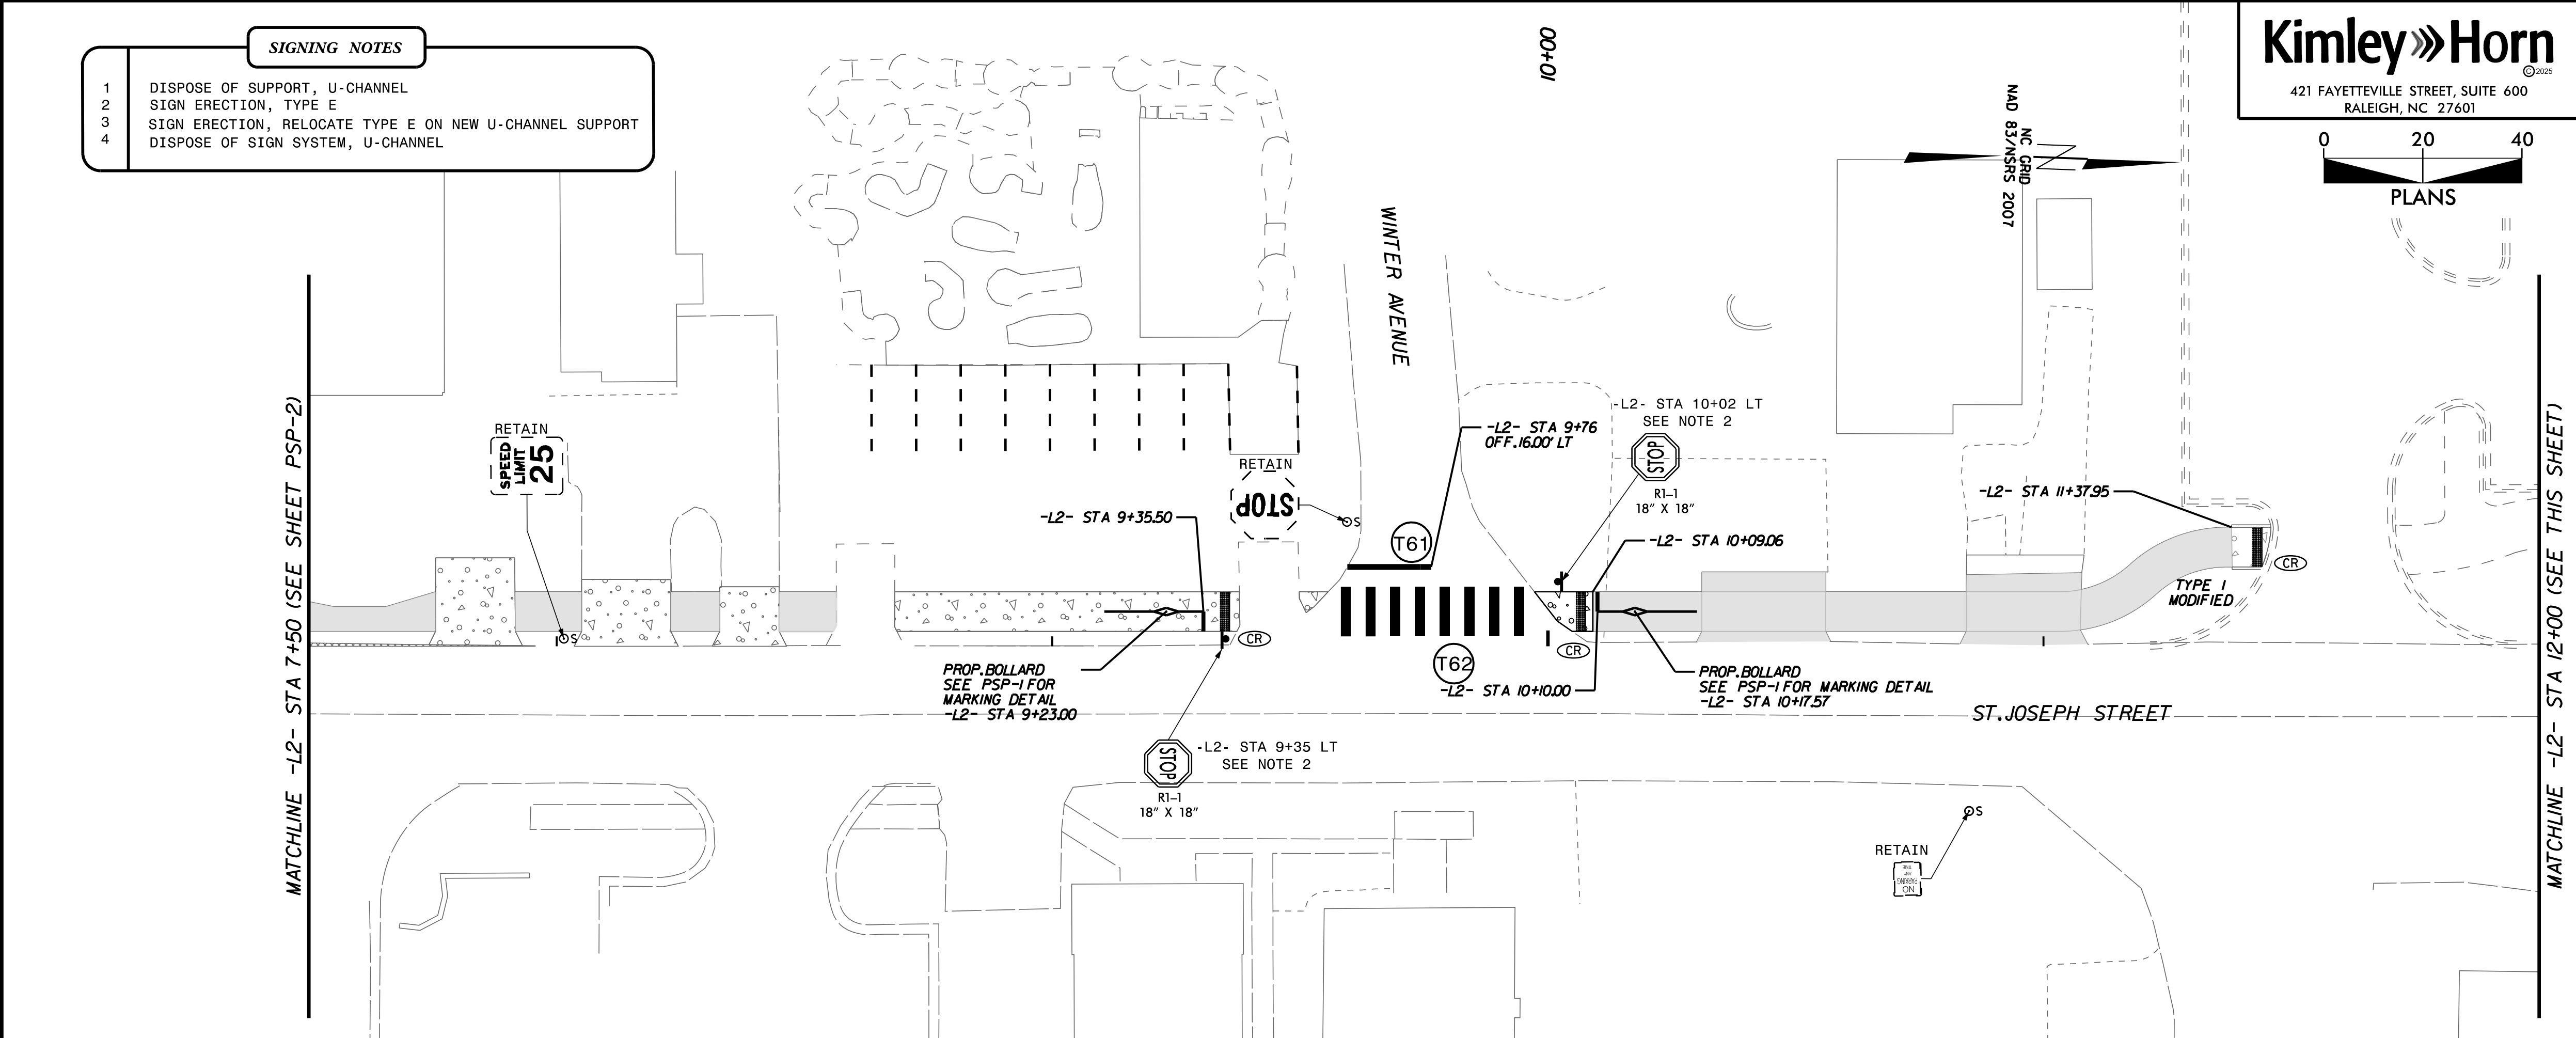 SIGNING NOTES
1 DISPOSE OF SUPPORT, U-CHANNEL
2 SIGN ERECTION, TYPE E
3 SIGN ERECTION, RELOCATE TYPE E ON NEW U-CHANNEL SUPPORT
4 DISPOSE OF SIGN SYSTEM, U-CHANNEL
10+00
Kimley Horn
© 2025
421 FAYETTEVILLE STREET, SUITE 600
RALEIGH, NC 27601
0 20 40
PLANS
NC GRID
NAD 83/NSRS 2007
WINTER AVENUE
MATCHLINE -L2- STA 7+50 (SEE SHEET PSP-2)
RETAIN
SPEED
LIMIT
25
S
-L2- STA 9+35.50
RETAIN
STOP
S
T61
-L2- STA 9+76
OFF.16.00' LT
-L2- STA 10+02 LT
SEE NOTE 2
STOP
R1-1
18" X 18"
-L2- STA 10+09.06
-L2- STA 11+37.95
TYPE 1
MODIFIED
CR
CR
CR
T62
-L2- STA 10+10.00
PROP.BOLLARD
SEE PSP-1 FOR
MARKING DETAIL
-L2- STA 9+23.00
PROP.BOLLARD
SEE PSP-1 FOR MARKING DETAIL
-L2- STA 10+17.57
ST.JOSEPH STREET
STOP
-L2- STA 9+35 LT
SEE NOTE 2
R1-1
18" X 18"
S
RETAIN
NO
PARKING
ANY
MATCHLINE -L2- STA 12+00 (SEE THIS SHEET)